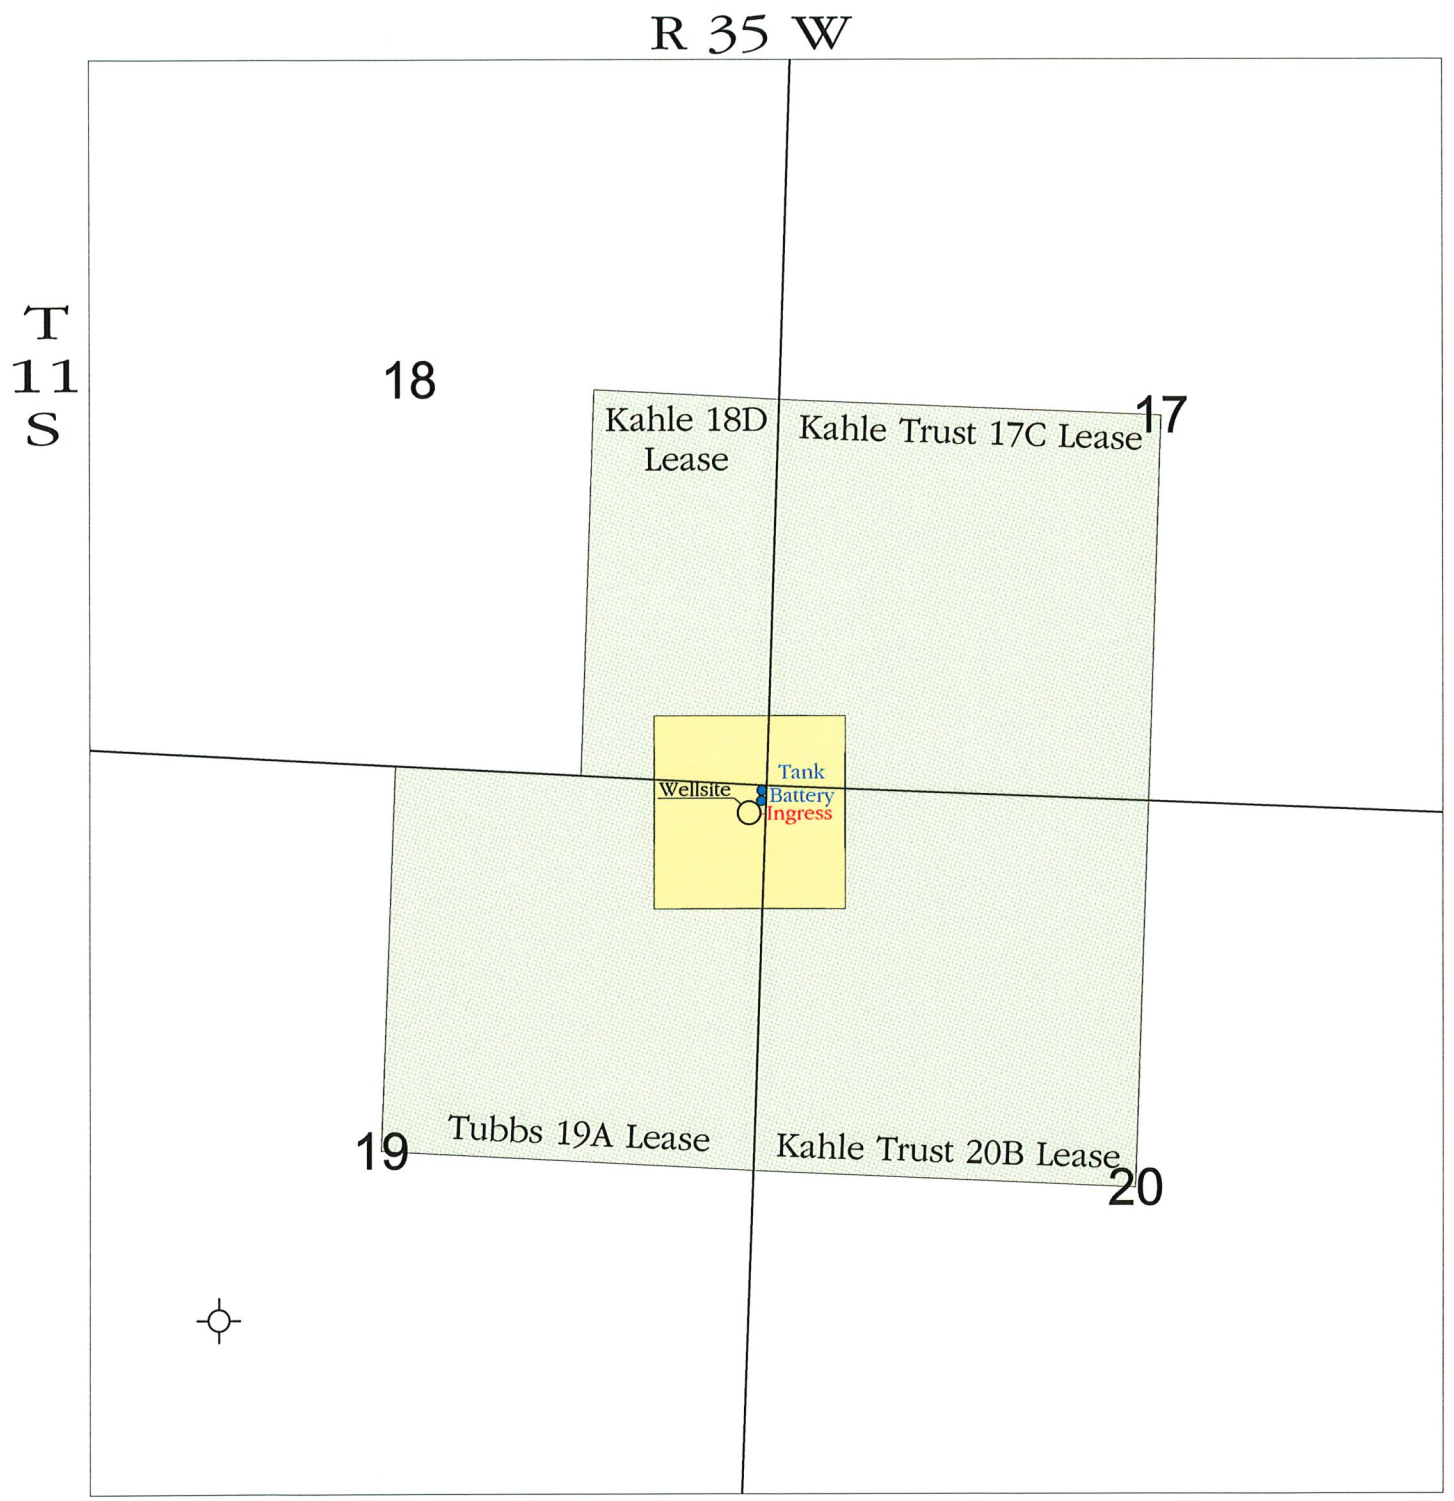 R 35 W
T
11
S
18
17
Kahle 18D
Lease
Kahle Trust 17C Lease
Tank
Wellsite
Battery
Ingress
Tubbs 19A Lease
Kahle Trust 20B Lease
19
20